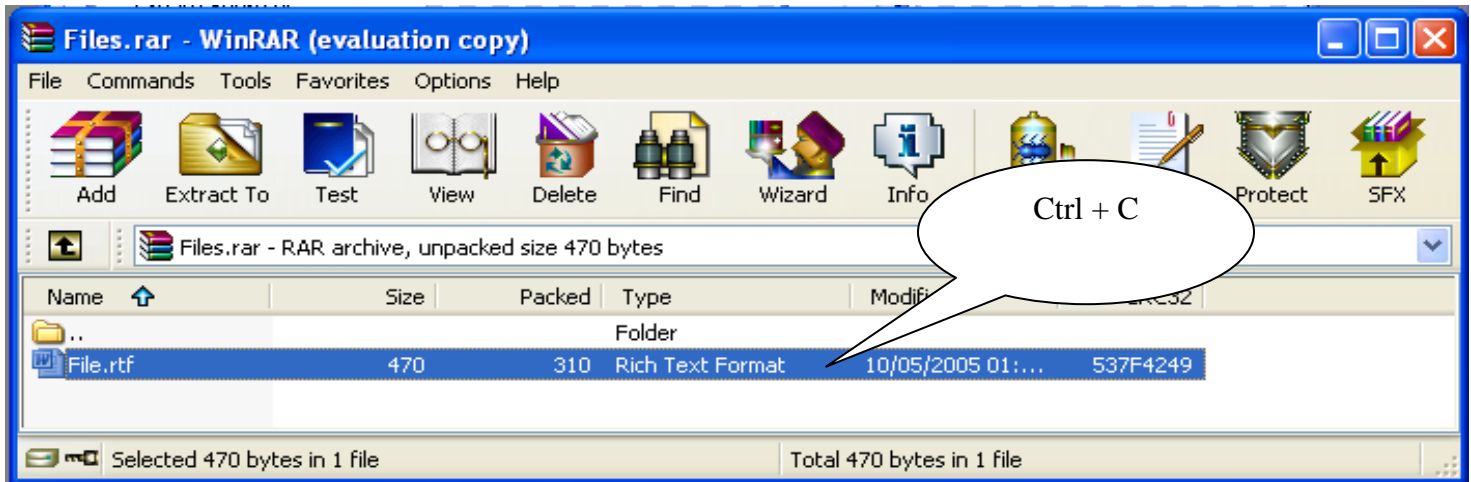 Files.rar - WinRAR (evaluation copy)
File Commands Tools Favorites Options Help
Add Extract To Test View Delete Find Wizard Info Protect SFX
Ctrl + C
Files.rar - RAR archive, unpacked size 470 bytes
Name Size Packed Type
.. Folder
File.rtf 470 310 Rich Text Format 10/05/2005 01:... 537F4249
Selected 470 bytes in 1 file Total 470 bytes in 1 file